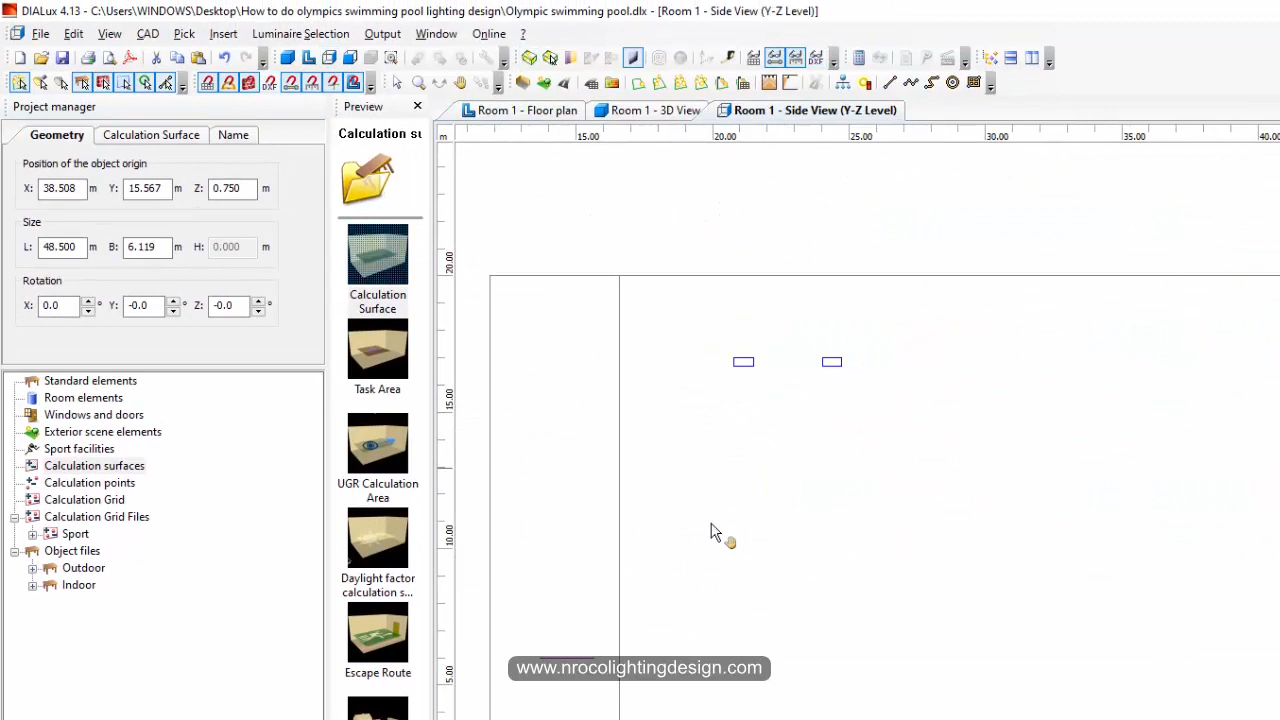 DIALux 4.13 - C:\Users\WINDOWS\Desktop\How to do olympics swimming pool lighting design\Olympic swimming pool.dlx - [Room 1 - Side View (Y-Z Level)]
File Edit View CAD Pick Insert Luminaire Selection Output Window Online ?
DXF DXF
DXF
Project manager
Preview
Room 1 - Floor plan
Room 1 - 3D View
Room 1 - Side View (Y-Z Level)
Geometry
Calculation Surface
Name
Calculation su
m
15.00
20.00
25.00
30.00
35.00
40.00
Position of the object origin
X: 38.508 m Y: 15.567 m Z: 0.750 m
Size
L: 48.500 m B: 6.119 m H: 0.000 m
Rotation
X: 0.0 ° Y: -0.0 ° Z: -0.0 °
Standard elements
Room elements
Windows and doors
Exterior scene elements
Sport facilities
Calculation surfaces
Calculation points
Calculation Grid
Calculation Grid Files
Sport
Object files
Outdoor
Indoor
Calculation
Surface
Task Area
UGR Calculation
Area
Daylight factor
calculation s...
Escape Route
20.00
15.00
10.00
5.00
www.nrocolightingdesign.com